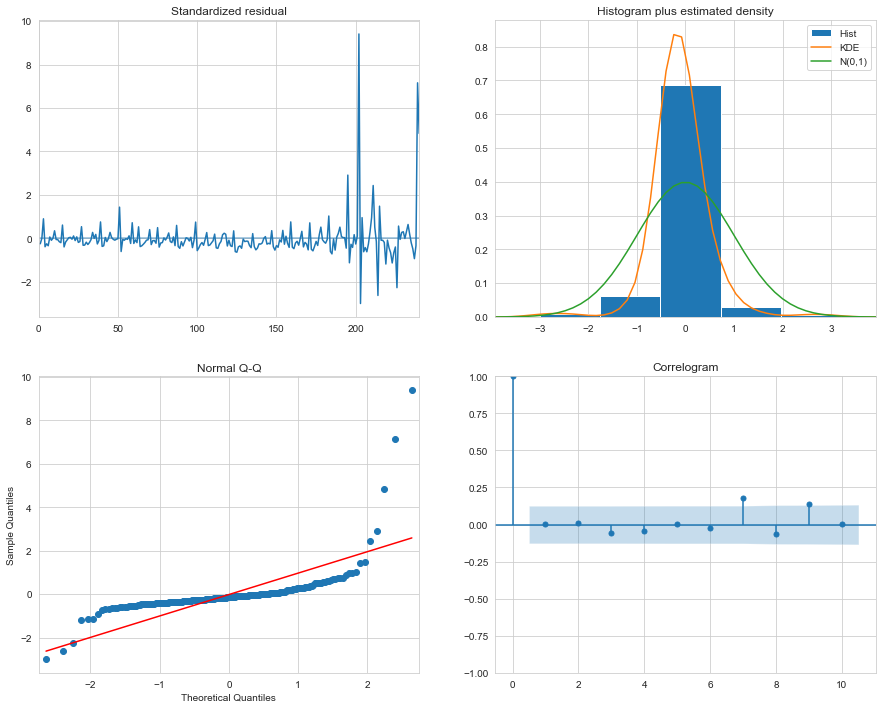 Standardized residual
10
8
6
4
2
0
−2
0 50 100 150 200
Histogram plus estimated density
Hist
KDE
N(0,1)
0.8
0.7
0.6
0.5
0.4
0.3
0.2
0.1
0.0
−3 −2 −1 0 1 2 3
Normal Q-Q
Sample Quantiles
10
8
6
4
2
0
−2
−2 −1 0 1 2
Theoretical Quantiles
Correlogram
1.00
0.75
0.50
0.25
0.00
−0.25
−0.50
−0.75
−1.00
0 2 4 6 8 10